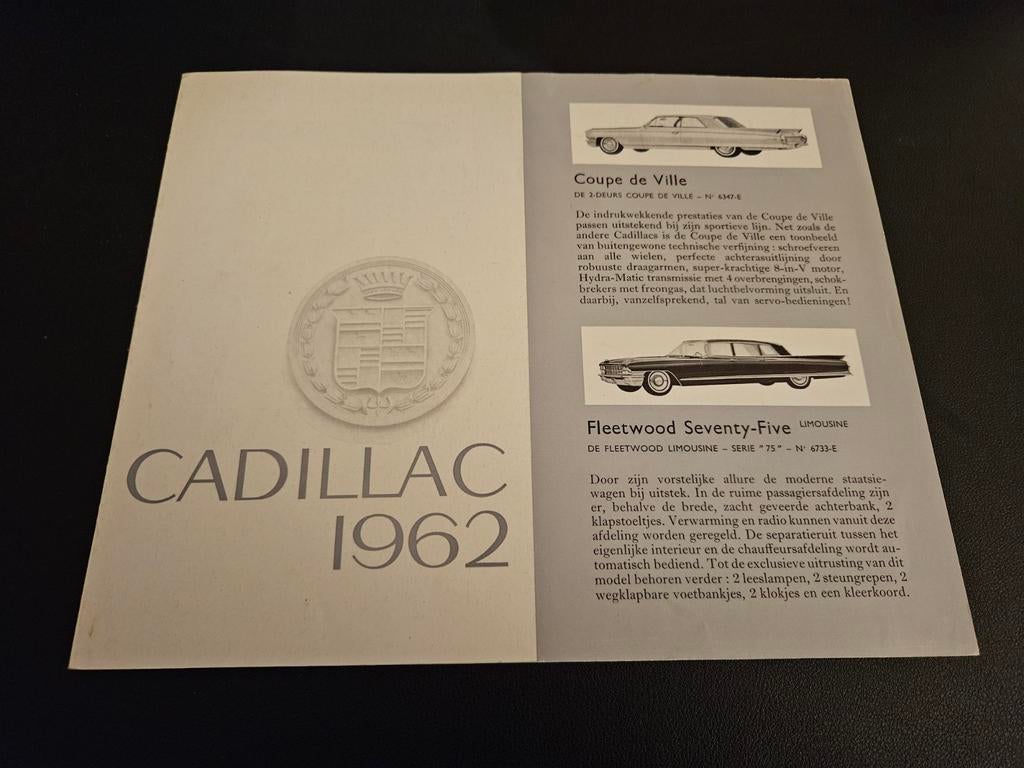 CADILLAC
1962
Coupe de Ville
DE 2-DEURS COUPE DE VILLE – N° 6347-E
De indrukwekkende prestaties van de Coupe de Ville
passen uitstekend bij zijn sportieve lijn. Net zoals de
andere Cadillacs is de Coupe de Ville een toonbeeld
van buitengewone technische verfijning : schroefveren
aan alle wielen, perfecte achterasuitlijning door
robuuste draagarmen, super-krachtige 8-in-V motor,
Hydra-Matic transmissie met 4 overbrengingen, schok-
brekers met freongas, dat luchtbelvorming uitsluit. En
daarbij, vanzelfsprekend, tal van servo-bedieningen!
Fleetwood Seventy-Five LIMOUSINE
DE FLEETWOOD LIMOUSINE – SERIE "75" – N° 6733-E
Door zijn vorstelijke allure de moderne staatsie-
wagen bij uitstek. In de ruime passagiersafdeling zijn
er, behalve de brede, zacht geveerde achterbank, 2
klapstoeltjes. Verwarming en radio kunnen vanuit deze
afdeling worden geregeld. De separatieruit tussen het
eigenlijke interieur en de chauffeursafdeling wordt au-
tomatisch bediend. Tot de exclusieve uitrusting van dit
model behoren verder : 2 leeslampen, 2 steungrepen, 2
wegklapbare voetbankjes, 2 klokjes en een kleerkoord.